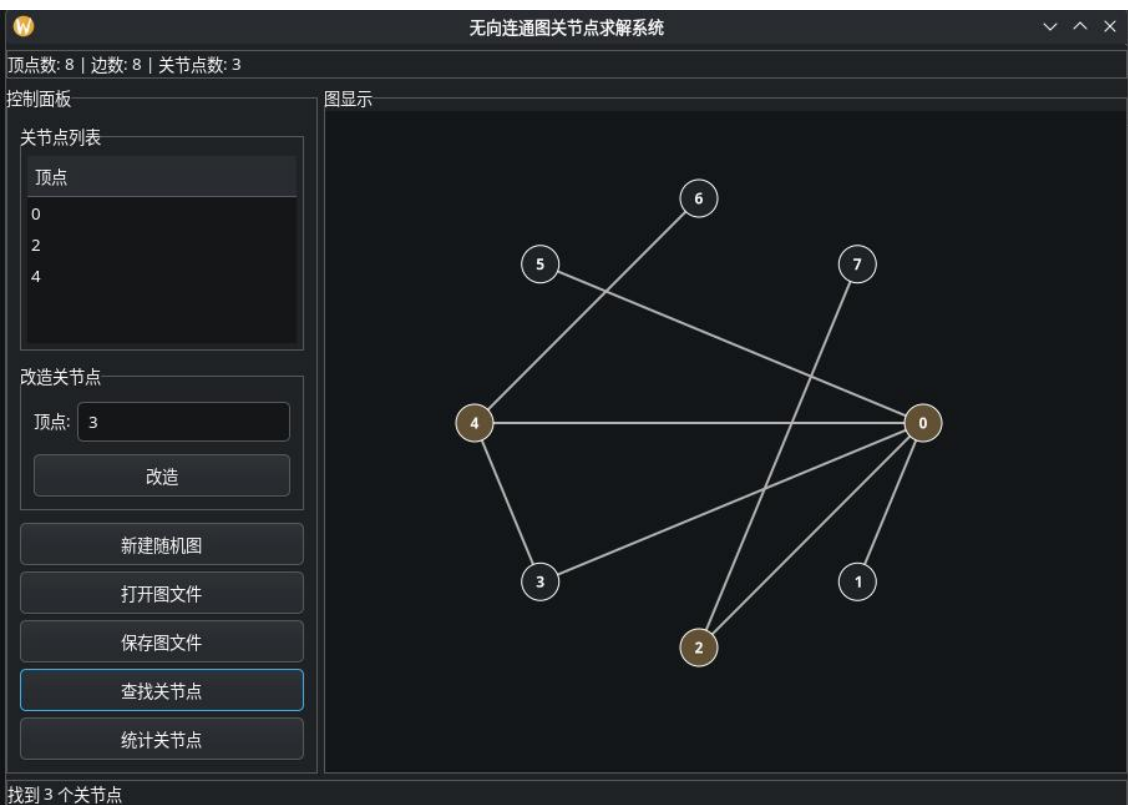 无向连通图关节点求解系统
顶点数: 8 | 边数: 8 | 关节点数: 3
控制面板
关节点列表
顶点
0
2
4
改造关节点
顶点: 3
改造
新建随机图
打开图文件
保存图文件
查找关节点
统计关节点
图显示
6
5
7
4
0
3
1
2
找到 3 个关节点